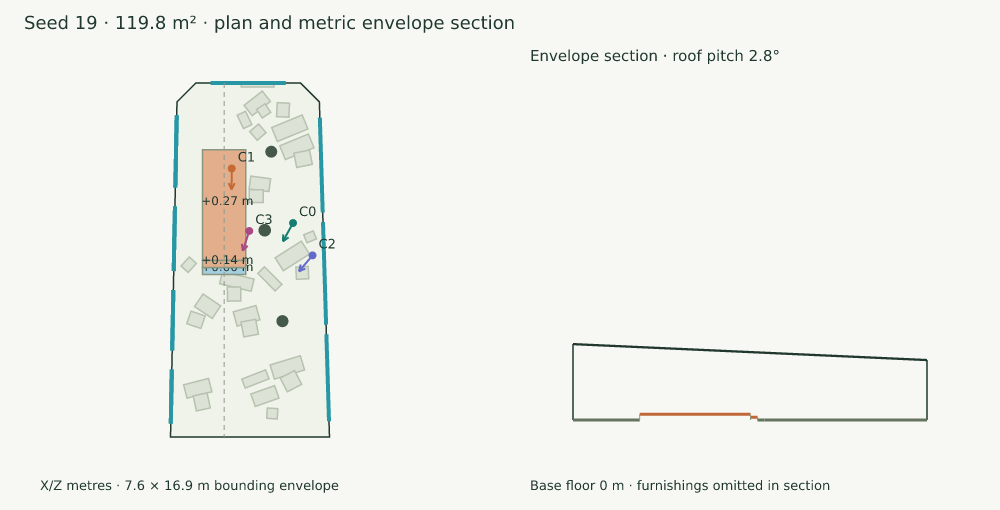 Seed 19 · 119.8 m² · plan and metric envelope section
Envelope section · roof pitch 2.8°
C1
+0.27 m
C0
C3
C2
+0.14 m
+0.00 m
X/Z metres · 7.6 × 16.9 m bounding envelope
Base floor 0 m · furnishings omitted in section